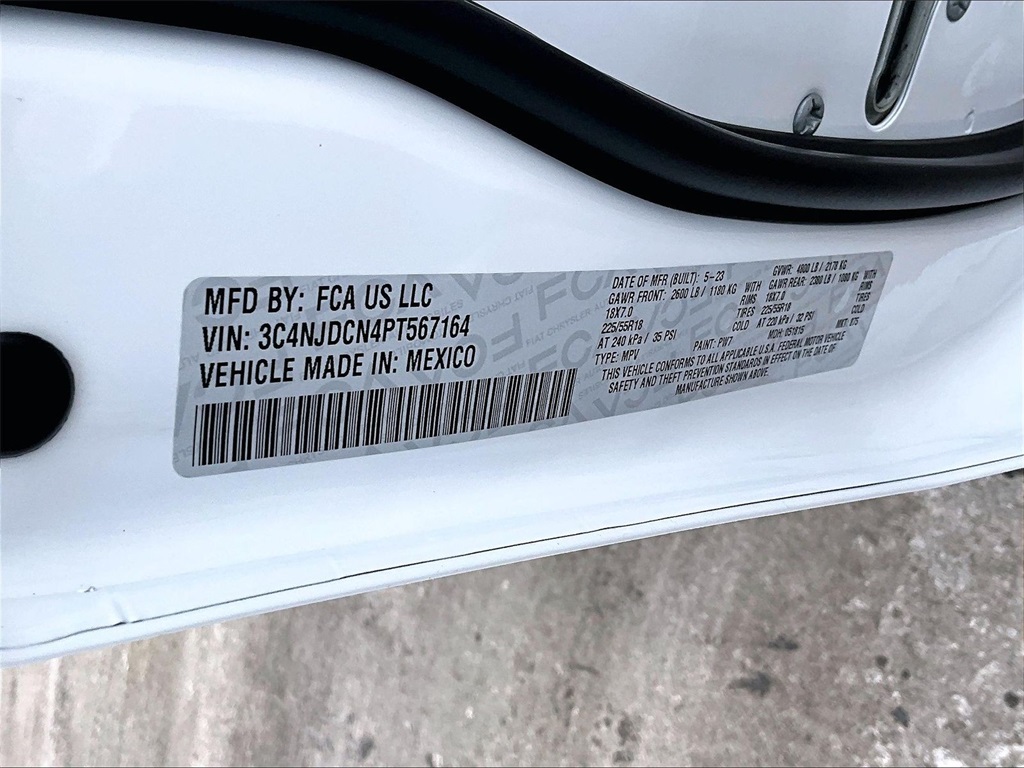 MFD BY: FCA US LLC
VIN: 3C4NJDCN4PT567164
VEHICLE MADE IN: MEXICO
DATE OF MFR (BUILT): 5-23
GVWR: 4800 LB / 2178 KG
GAWR FRONT: 2600 LB / 1180 KG WITH
GAWR REAR: 2380 LB / 1080 KG WITH
18X7.0 RIMS
18X7.0 RIMS
225/55R18 TIRES
225/55R18 TIRES
AT 240 kPa / 35 PSI COLD
AT 220 kPa / 32 PSI COLD
TYPE: MPV PAINT: PW7 MDH: 051815 MKT: X75
THIS VEHICLE CONFORMS TO ALL APPLICABLE U.S.A. FEDERAL MOTOR VEHICLE
SAFETY AND THEFT PREVENTION STANDARDS IN EFFECT ON THE DATE OF
MANUFACTURE SHOWN ABOVE.